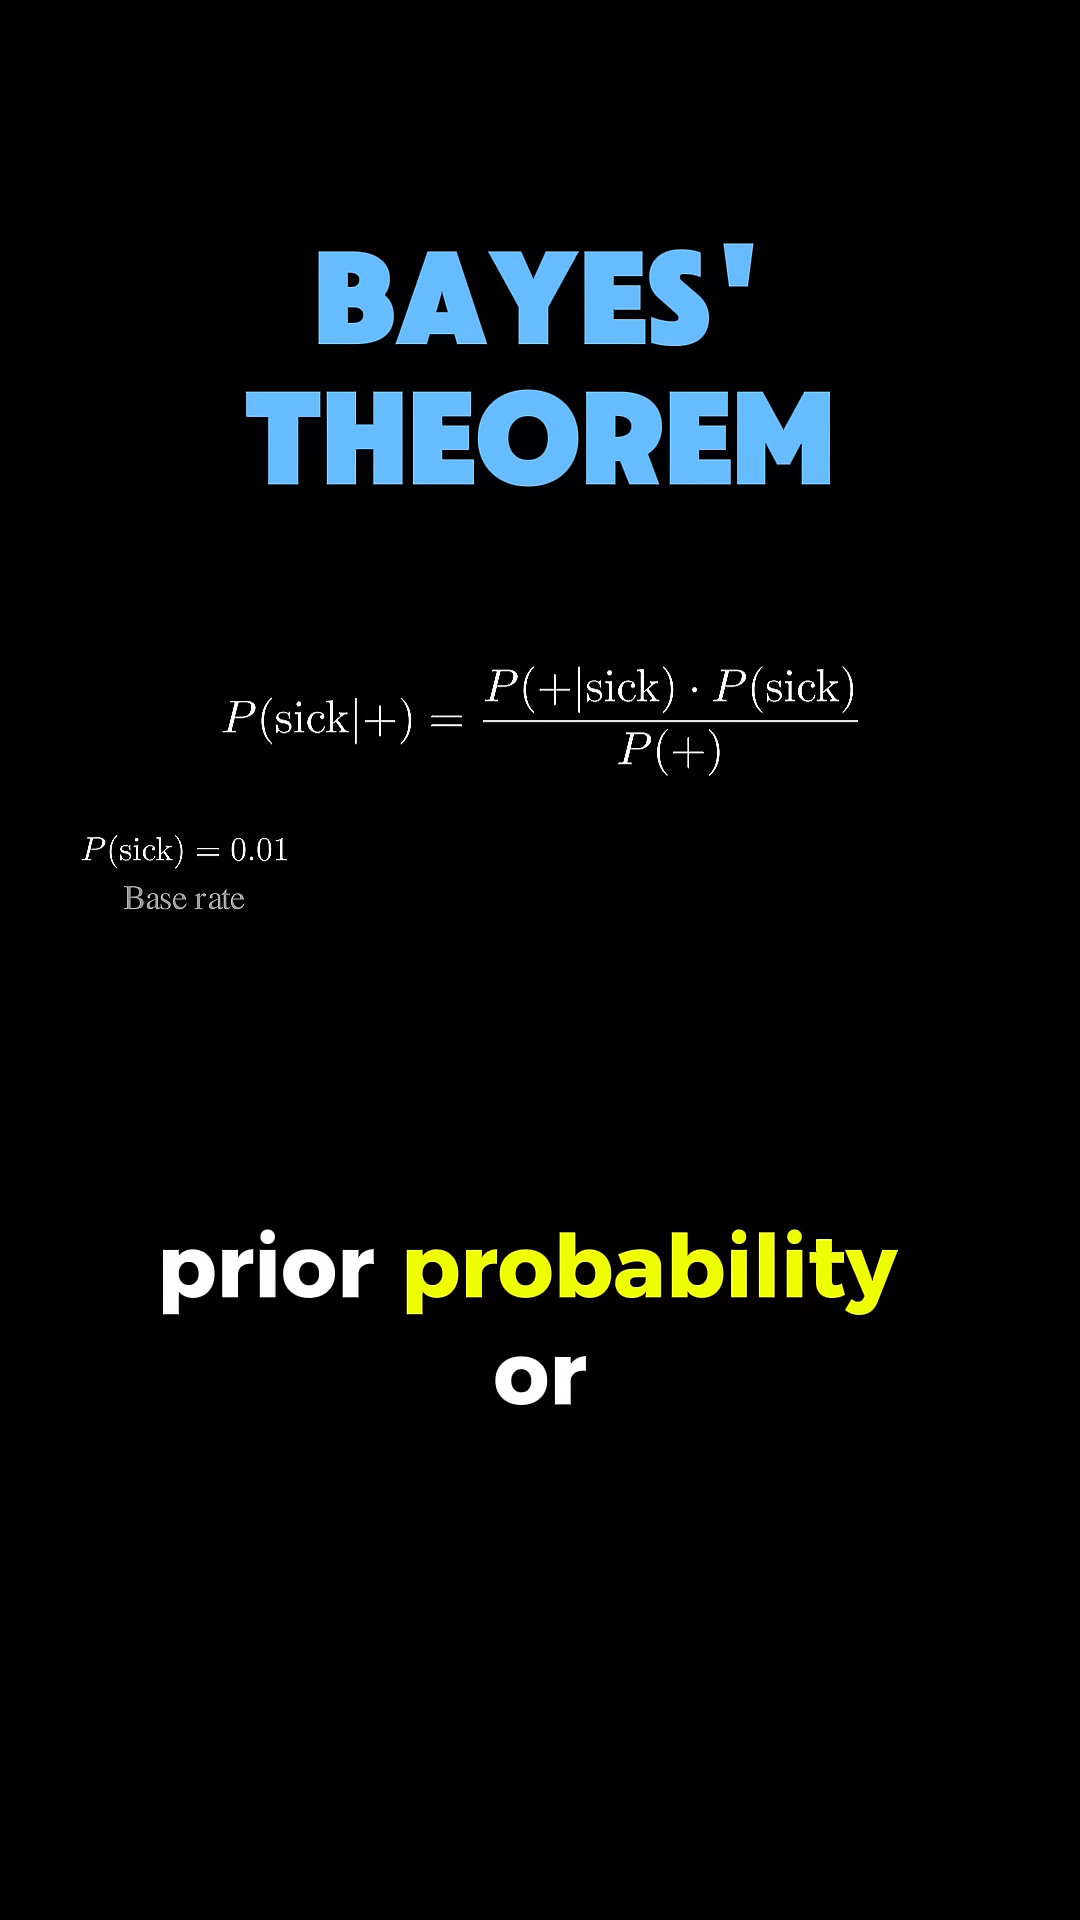 BAYES'
THEOREM
P(sick|+) = P(+|sick) · P(sick) / P(+)
P(sick) = 0.01
Base rate
prior probability
or